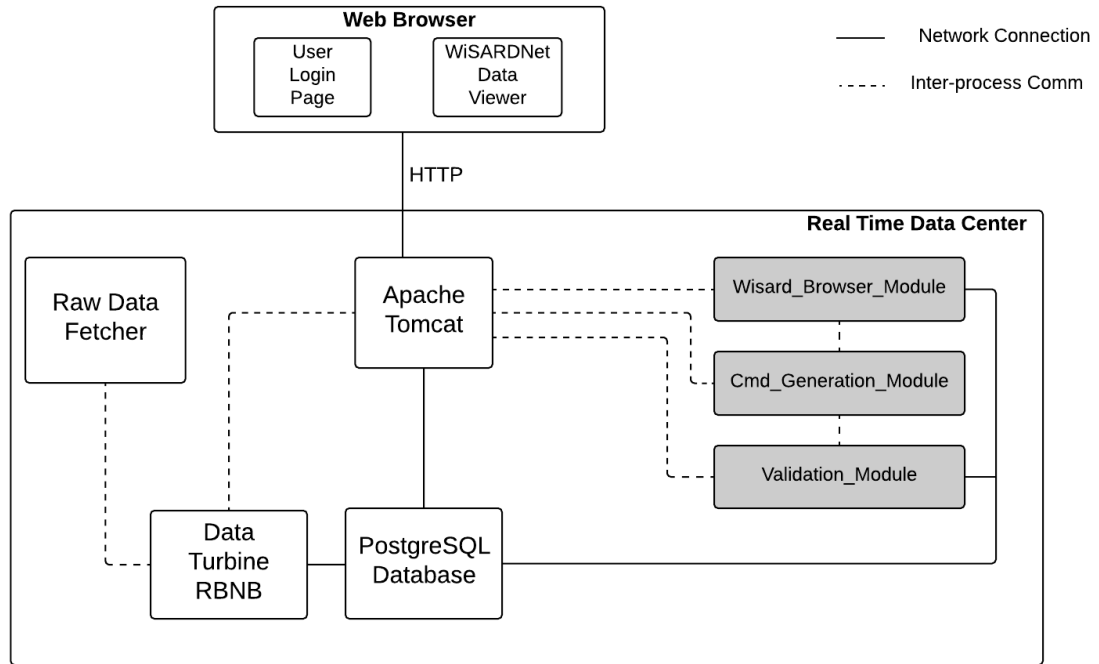 Web Browser
User
Login
Page
WiSARDNet
Data
Viewer
Network Connection
Inter-process Comm
HTTP
Real Time Data Center
Raw Data
Fetcher
Apache
Tomcat
Wisard_Browser_Module
Cmd_Generation_Module
Validation_Module
Data
Turbine
RBNB
PostgreSQL
Database